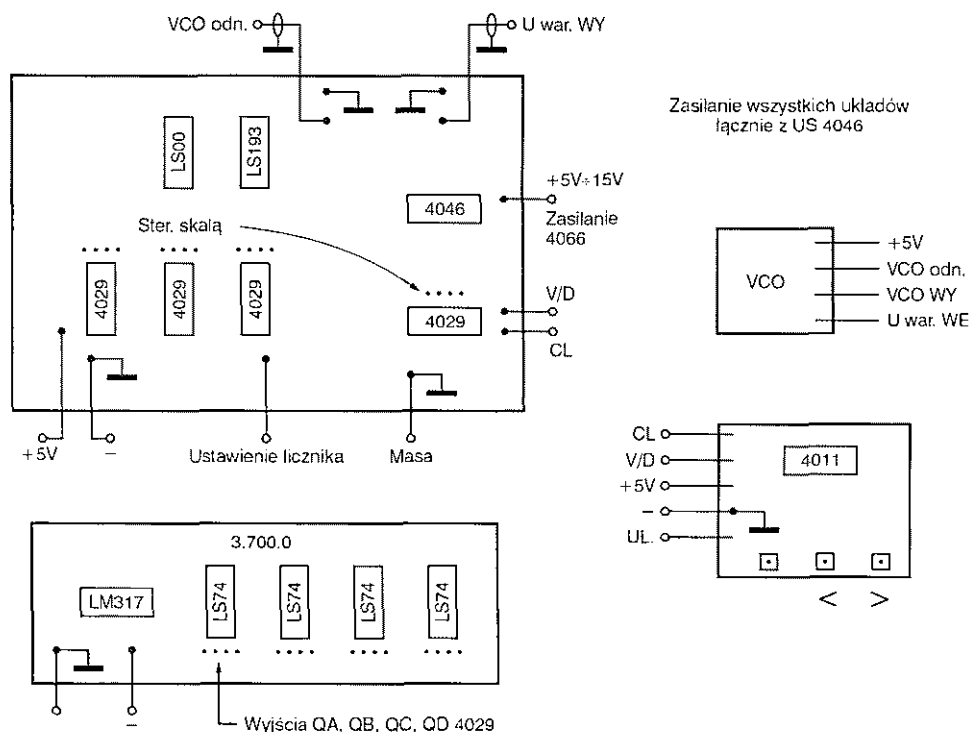 VCO odn.
U war. WY
LS00
LS193
Zasilanie wszystkich układów
łącznie z US 4046
4046
+5V÷15V
Zasilanie
4066
Ster. skalą
4029
4029
4029
4029
V/D
CL
VCO
+5V
VCO odn.
VCO WY
U war. WE
+5V
–
Ustawienie licznika
Masa
CL
V/D
+5V
–
UL.
4011
< >
3.700.0
LM317
LS74
LS74
LS74
LS74
–
Wyjścia QA, QB, QC, QD 4029